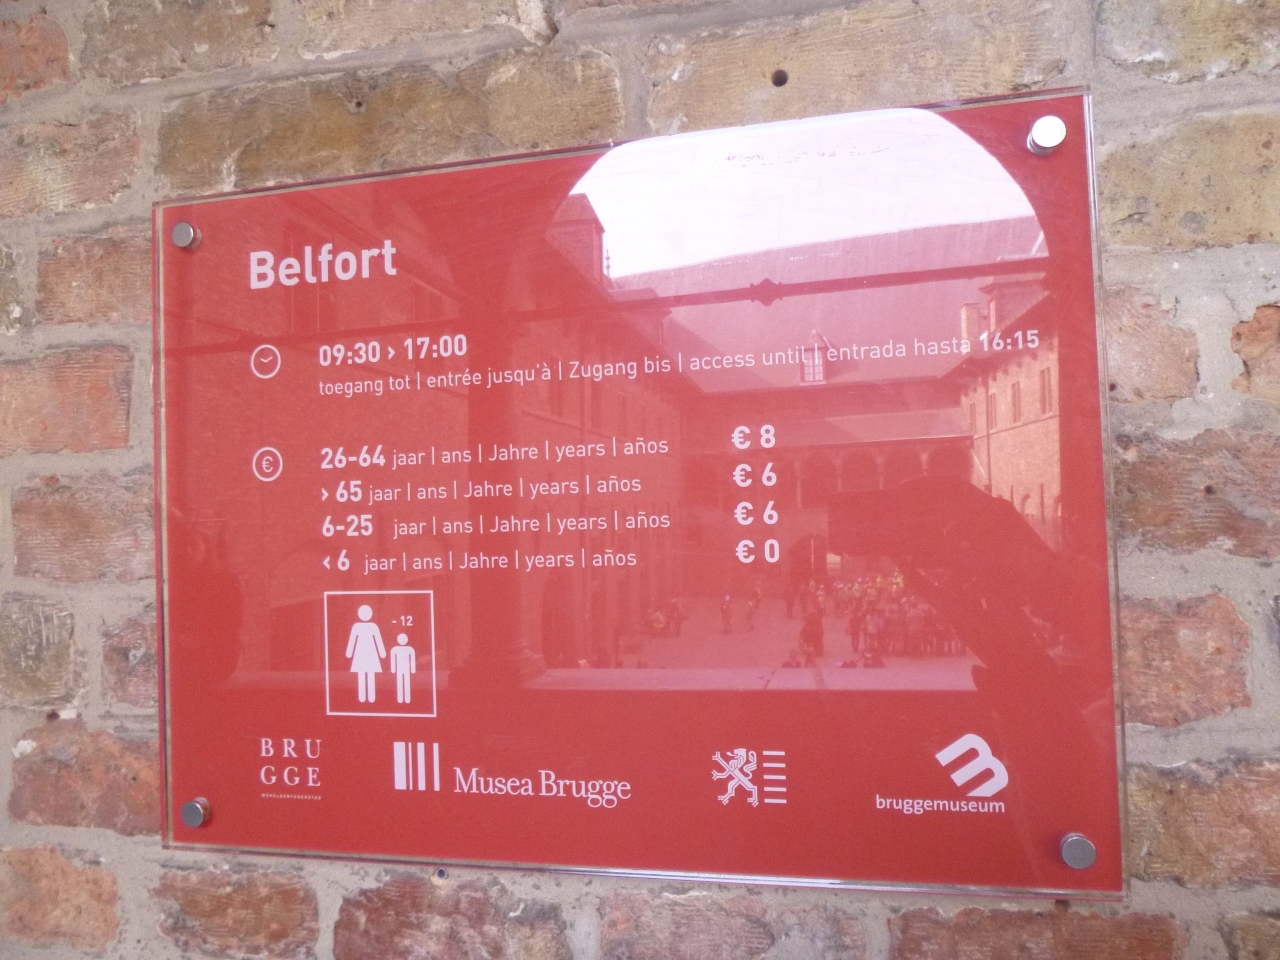 Belfort
09:30 › 17:00
toegang tot | entrée jusqu'à | Zugang bis | access until | entrada hasta 16:15
€
26-64 jaar | ans | Jahre | years | años € 8
› 65 jaar | ans | Jahre | years | años € 6
6-25 jaar | ans | Jahre | years | años € 6
‹ 6 jaar | ans | Jahre | years | años € 0
- 12
BRU
GGE
Musea Brugge
bruggemuseum